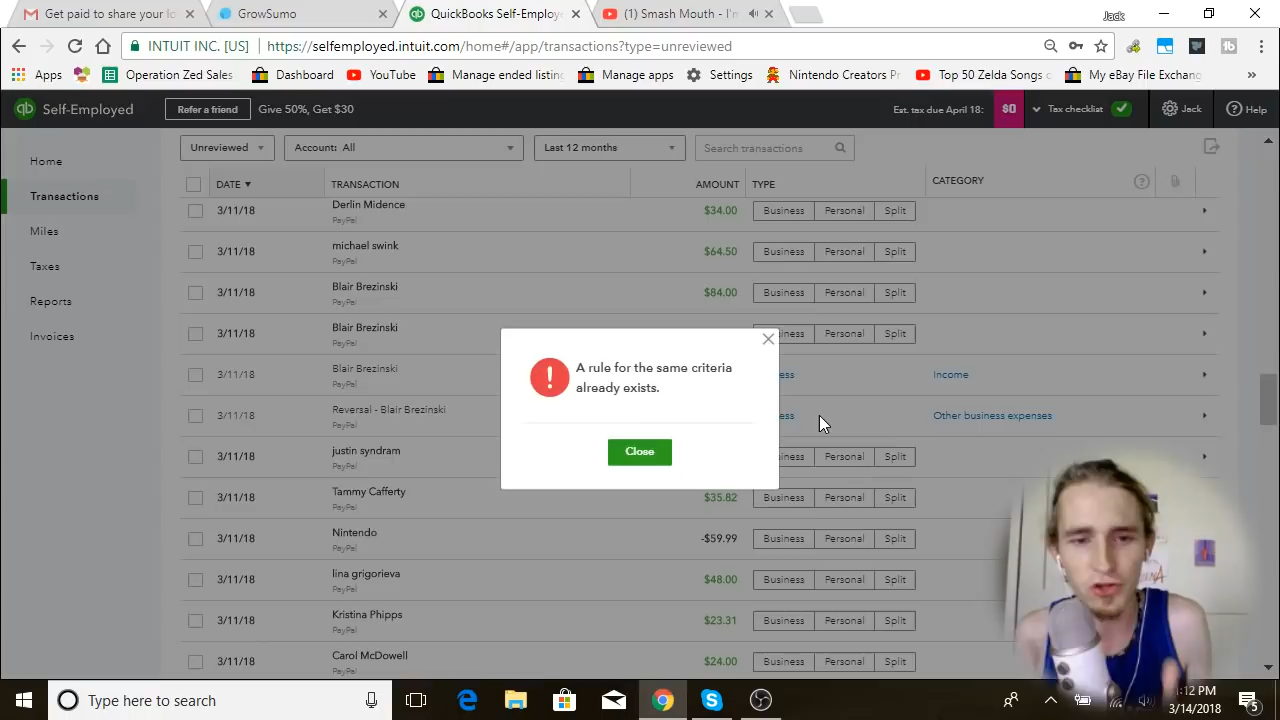 Get paid to share your lo
GrowSumo
QuickBooks Self-Employ
(1) Smash Mouth - I'm
Jack
INTUIT INC. [US]
https://selfemployed.intuit.com/home#/app/transactions?type=unreviewed
Apps
Operation Zed Sales
Dashboard
YouTube
Manage ended listing
Manage apps
Settings
Nintendo Creators Pr
Top 50 Zelda Songs o
My eBay File Exchang
»
qb Self-Employed
Refer a friend
Give 50%, Get $30
Est. tax due April 18: $0
Tax checklist
Jack
Help
Home
Transactions
Miles
Taxes
Reports
Invoices
Unreviewed
Account: All
Last 12 months
Search transactions
DATE TRANSACTION AMOUNT TYPE CATEGORY
3/11/18 Derlin Midence $34.00 Business Personal Split
PayPal
3/11/18 michael swink $64.50 Business Personal Split
PayPal
3/11/18 Blair Brezinski $84.00 Business Personal Split
PayPal
3/11/18 Blair Brezinski ness Personal Split
PayPal
3/11/18 Blair Brezinski ess Income
PayPal
3/11/18 Reversal - Blair Brezinski ess Other business expenses
PayPal
3/11/18 justin syndram ness Personal Split
PayPal
3/11/18 Tammy Cafferty $35.82 Business Personal Split
PayPal
3/11/18 Nintendo -$59.99 Business Personal Split
PayPal
3/11/18 lina grigorieva $48.00 Business Personal Split
PayPal
3/11/18 Kristina Phipps $23.31 Business Personal Split
PayPal
3/11/18 Carol McDowell $24.00 Business Personal Split
PayPal
A rule for the same criteria
already exists.
Close
Type here to search
1:12 PM
3/14/2018
5